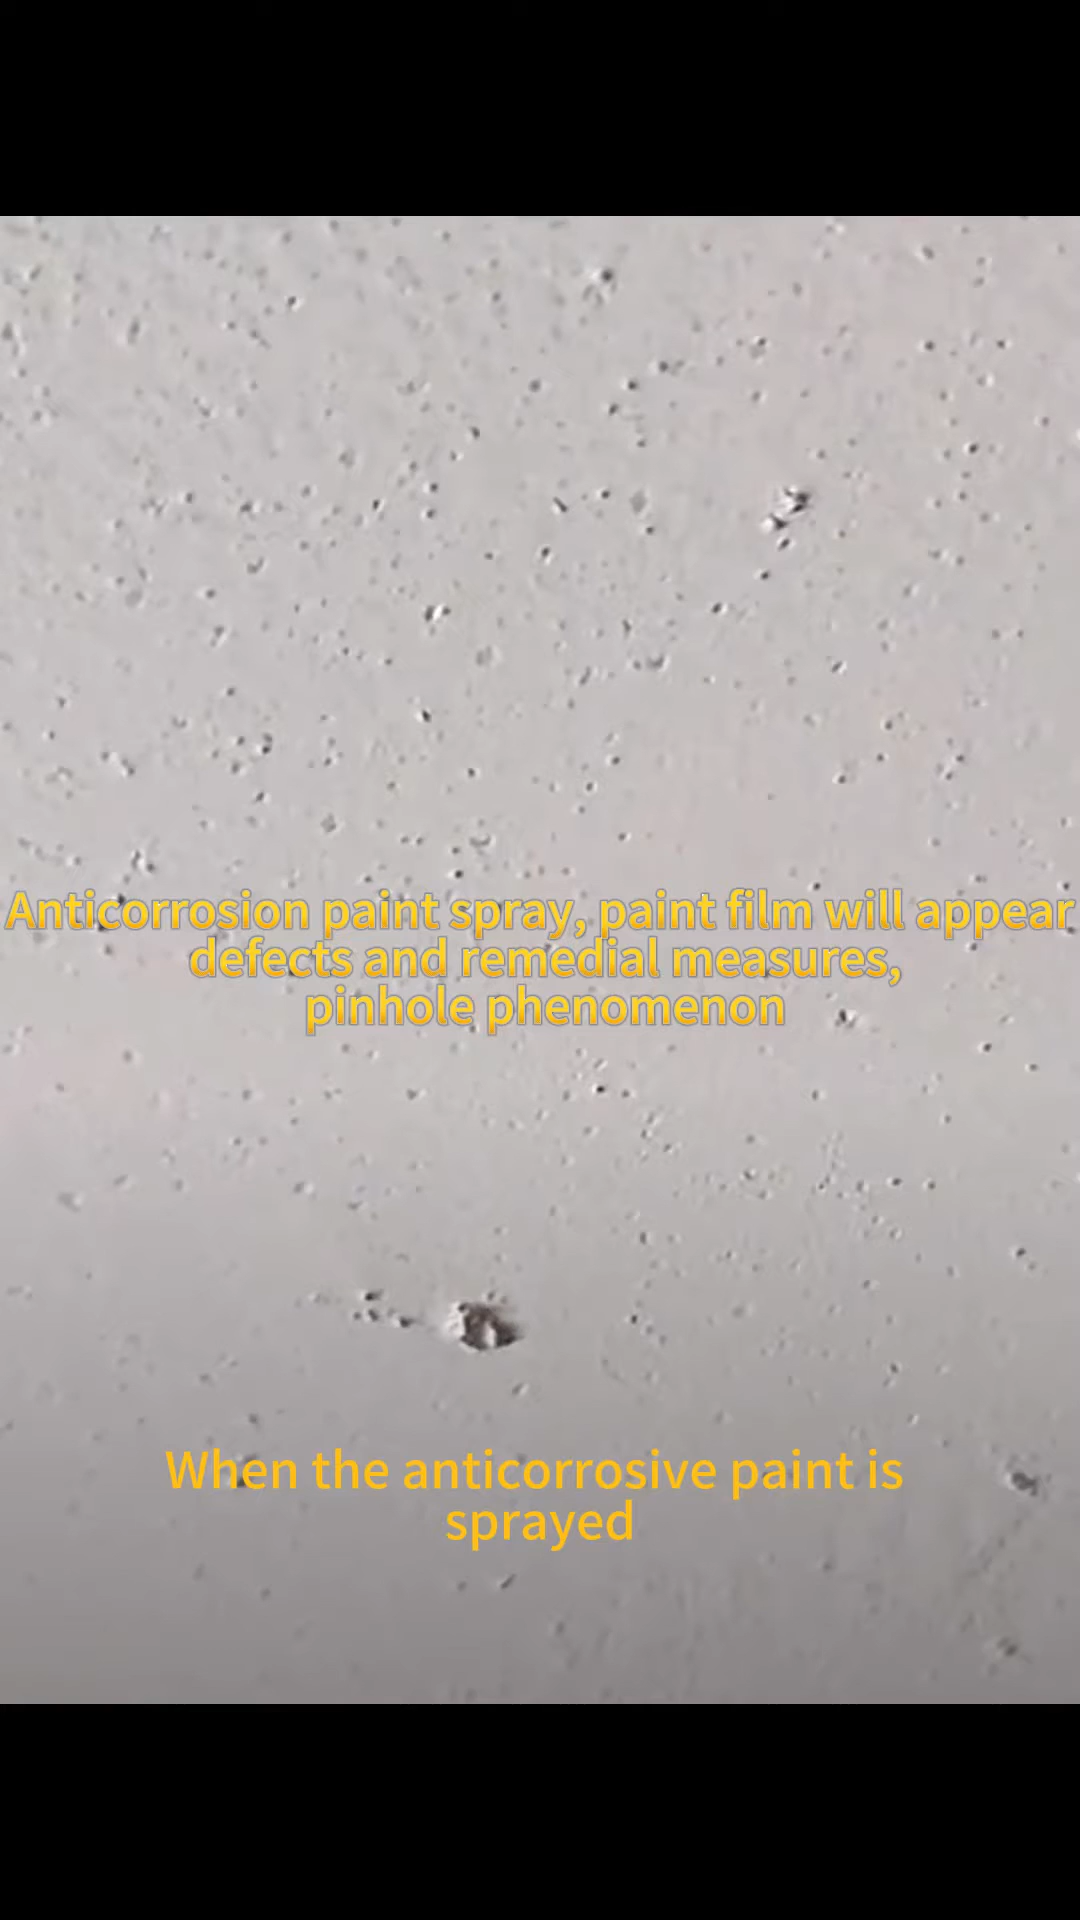 Anticorrosion paint spray, paint film will appear
defects and remedial measures,
pinhole phenomenon
When the anticorrosive paint is
sprayed